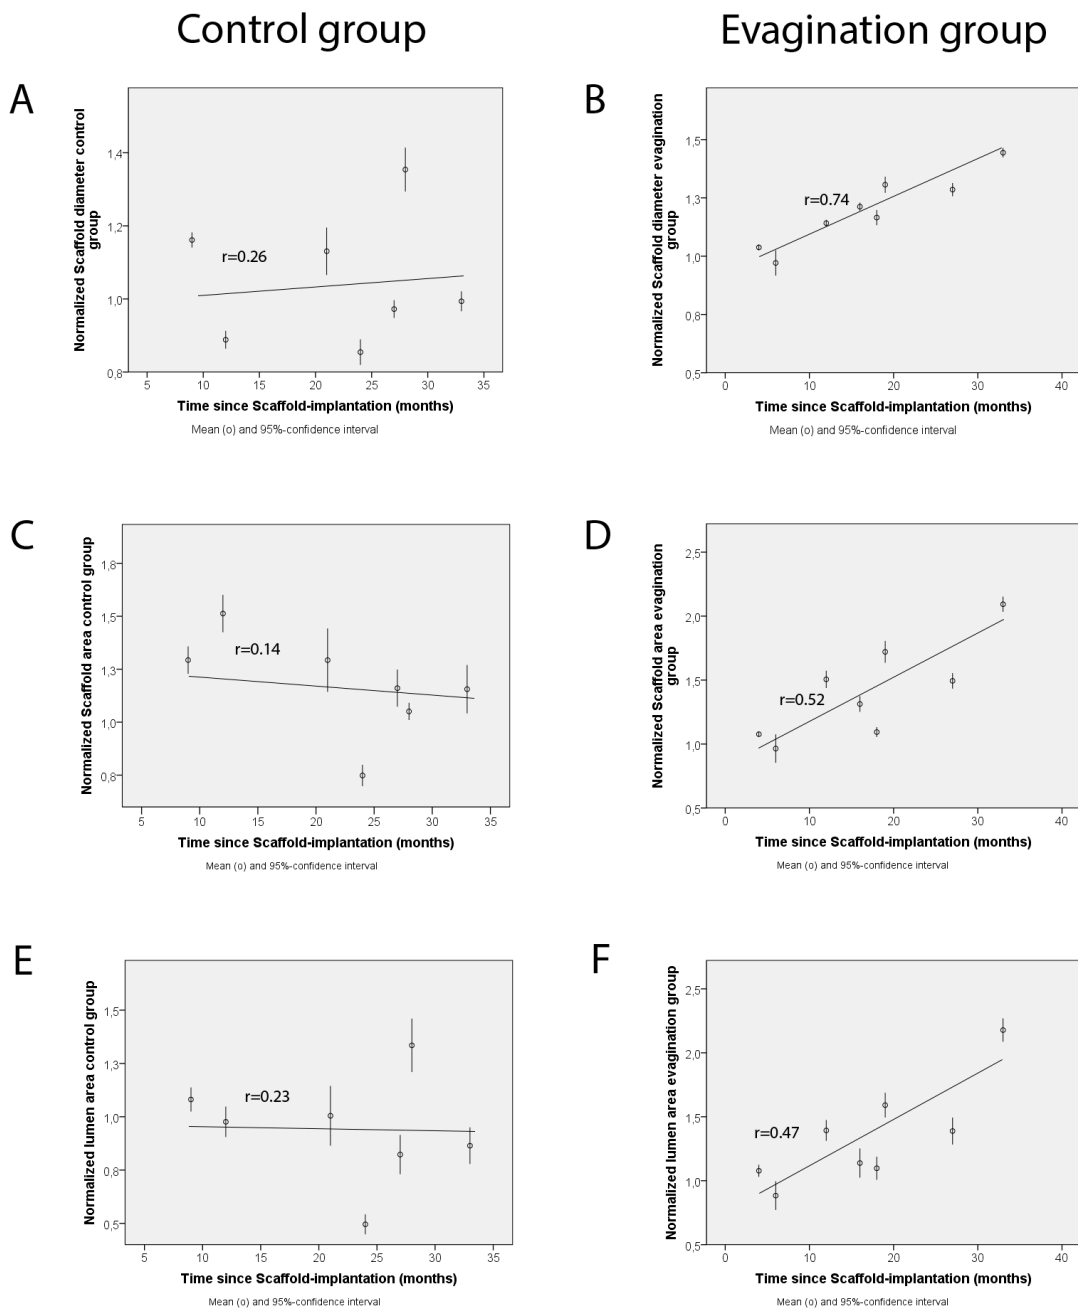 Control group
Evagination group
A
Normalized Scaffold diameter control
group
1,4
1,2
1,0
0,8
r=0.26
5 10 15 20 25 30 35
Time since Scaffold-implantation (months)
Mean (o) and 95%-confidence interval
B
Normalized Scaffold diameter evagination
group
1,5
1,3
1,0
0,8
0,5
r=0.74
0 10 20 30 40
Time since Scaffold-implantation (months)
Mean (o) and 95%-confidence interval
C
Normalized Scaffold area control group
1,8
1,5
1,3
1,0
0,8
r=0.14
5 10 15 20 25 30 35
Time since Scaffold-implantation (months)
Mean (o) and 95%-confidence interval
D
Normalized Scaffold area evagination
group
2,5
2,0
1,5
1,0
0,5
r=0.52
0 10 20 30 40
Time since Scaffold-implantation (months)
Mean (o) and 95%-confidence interval
E
Normalized lumen area control group
1,5
1,3
1,0
0,8
0,5
r=0.23
5 10 15 20 25 30 35
Time since Scaffold-implantation (months)
Mean (o) and 95%-confidence interval
F
Normalized lumen area evagination group
2,5
2,0
1,5
1,0
0,5
r=0.47
0 10 20 30 40
Time since Scaffold-implantation (months)
Mean (o) and 95%-confidence interval